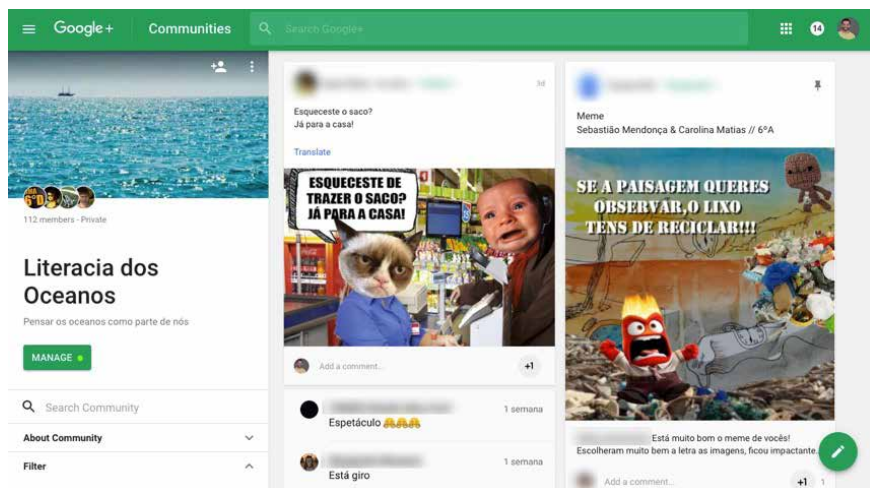 Google+
Communities
Search Google+
14
112 members - Private
Literacia dos
Oceanos
Pensar os oceanos como parte de nós
MANAGE
Search Community
About Community
Filter
3d
Esqueceste o saco?
Já para a casa!
Translate
ESQUECESTE DE
TRAZER O SACO?
JÁ PARA A CASA!
Add a comment...
+1
1 semana
Espetáculo
1 semana
Está giro
Meme
Sebastião Mendonça & Carolina Matias // 6ºA
SE A PAISAGEM QUERES
OBSERVAR,O LIXO
TENS DE RECICLAR!!!
Está muito bom o meme de vocês!
Escolheram muito bem a letra as imagens, ficou impactante.
Add a comment...
+1 1